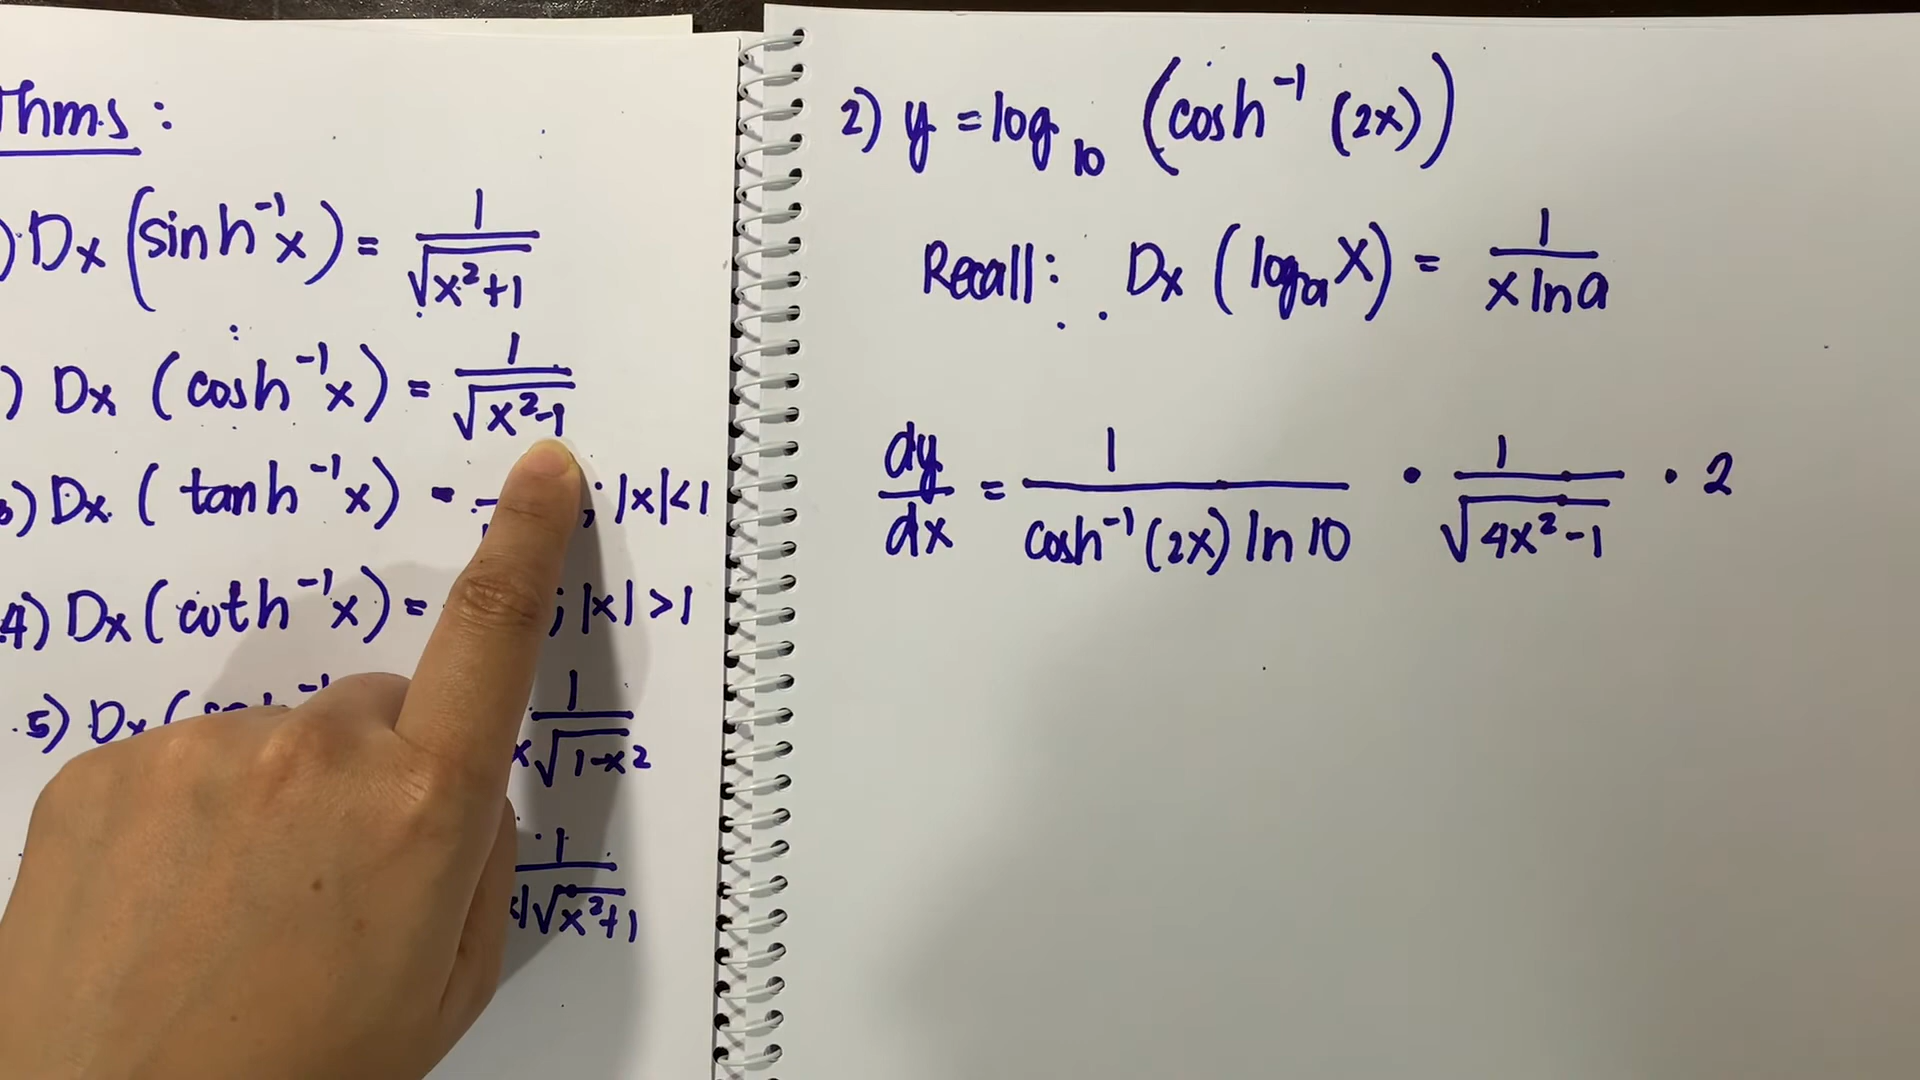 thms:
) Dx (sinh⁻¹x) = 1/√(x²+1)
) Dx (cosh⁻¹x) = 1/√(x²-1)
3) Dx (tanh⁻¹x) = ; |x|<1
4) Dx (coth⁻¹x) = ; |x|>1
5) Dx ( 1/x√(1-x²)
1/|√(x²+1)
2) y = log₁₀ (cosh⁻¹ (2x))
Recall: Dx (logₐ x) = 1/(x ln a)
dy/dx = 1/(cosh⁻¹(2x) ln 10) · 1/√(4x²-1) · 2